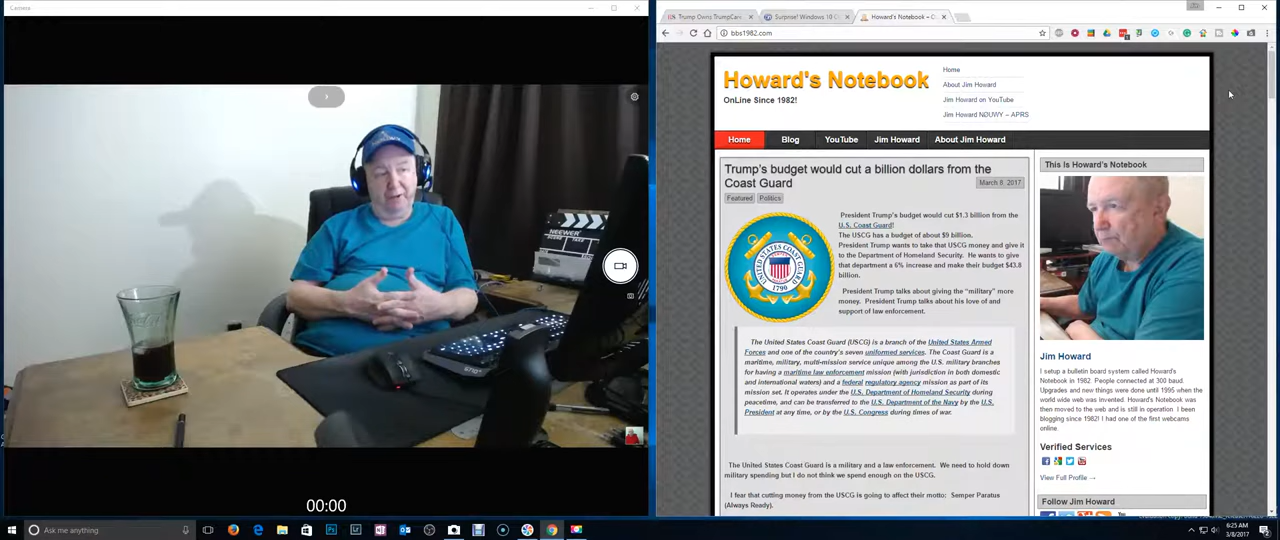 Camera
00:00
NEEWER
Trump Owns TrumpCare
Surprise! Windows 10
Howard's Notebook
bbs1982.com
Howard's Notebook
OnLine Since 1982!
Home
About Jim Howard
Jim Howard on YouTube
Jim Howard NØUWY – APRS
Home Blog YouTube Jim Howard About Jim Howard
Trump's budget would cut a billion dollars from the
Coast Guard
March 8, 2017
Featured Politics
UNITED STATES COAST GUARD
1790
President Trump's budget would cut $1.3 billion from the
U.S. Coast Guard!
The USCG has a budget of about $9 billion.
President Trump wants to take that USCG money and give it
to the Department of Homeland Security. He wants to give
that department a 6% increase and make their budget $43.8
billion.
President Trump talks about giving the "military" more
money. President Trump talks about his love of and
support of law enforcement.
The United States Coast Guard (USCG) is a branch of the United States Armed
Forces and one of the country's seven uniformed services. The Coast Guard is a
maritime, military, multi-mission service unique among the U.S. military branches
for having a maritime law enforcement mission (with jurisdiction in both domestic
and international waters) and a federal regulatory agency mission as part of its
mission set. It operates under the U.S. Department of Homeland Security during
peacetime, and can be transferred to the U.S. Department of the Navy by the U.S.
President at any time, or by the U.S. Congress during times of war.
The United States Coast Guard is a military and a law enforcement. We need to hold down
military spending but I do not think we spend enough on the USCG.
I fear that cutting money from the USCG is going to affect their motto: Semper Paratus
(Always Ready).
This Is Howard's Notebook
Jim Howard
I setup a bulletin board system called Howard's
Notebook in 1982. People connected at 300 baud.
Upgrades and new things were done until 1995 when the
world wide web was invented. Howard's Notebook was
then moved to the web and is still in operation. I been
blogging since 1982! I had one of the first webcams
online.
Verified Services
View Full Profile →
Follow Jim Howard
Ask me anything
6:25 AM
3/8/2017